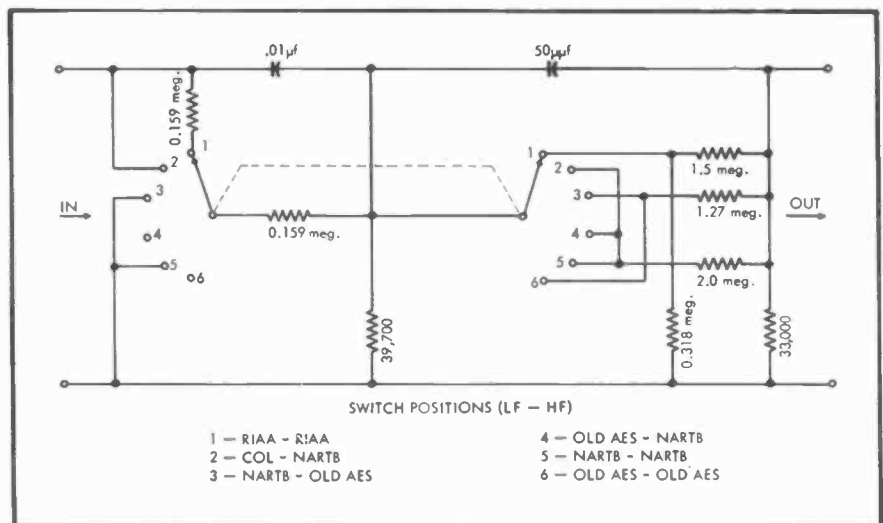 .01µf
50µµf
0.159 meg.
1
2
3
4
5
6
IN
0.159 meg.
39,700
1
2
3
4
5
6
1.5 meg.
1.27 meg.
2.0 meg.
0.318 meg.
33,000
OUT
SWITCH POSITIONS (LF – HF)
1 – RIAA - RIAA
2 – COL - NARTB
3 – NARTB - OLD AES
4 – OLD AES - NARTB
5 – NARTB - NARTB
6 – OLD AES - OLD AES